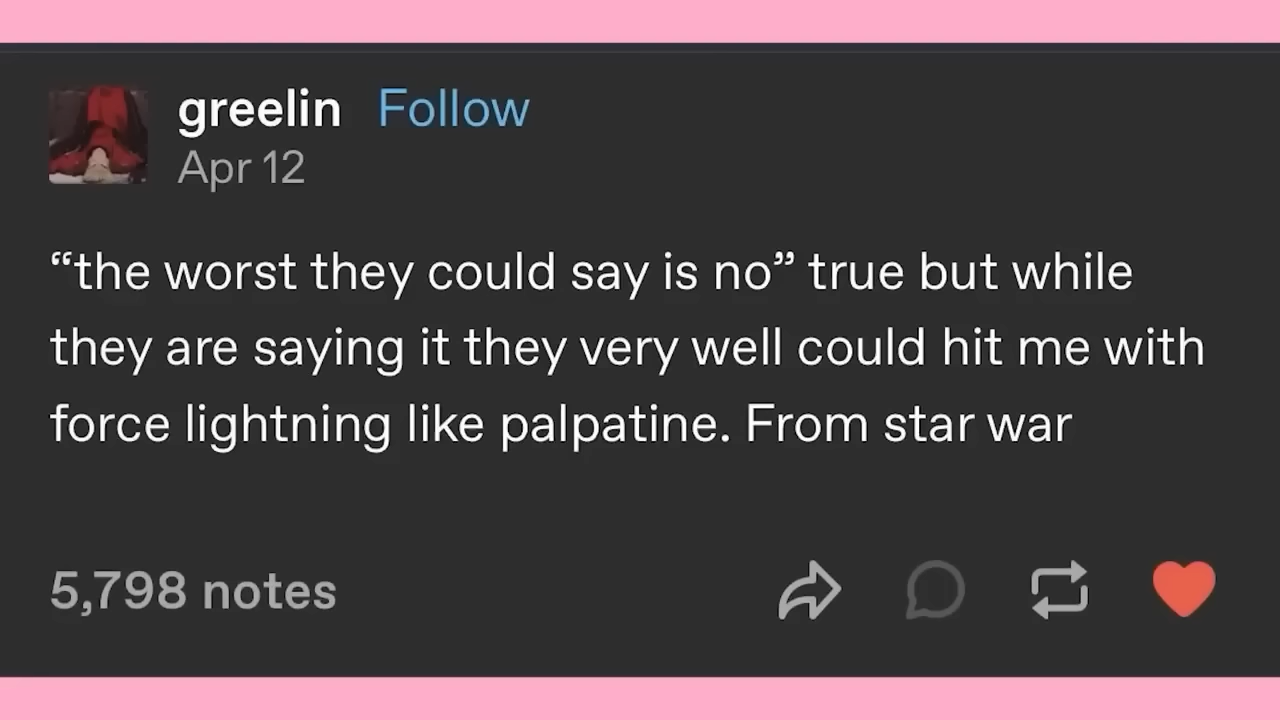 greelin Follow
Apr 12
“the worst they could say is no” true but while
they are saying it they very well could hit me with
force lightning like palpatine. From star war
5,798 notes